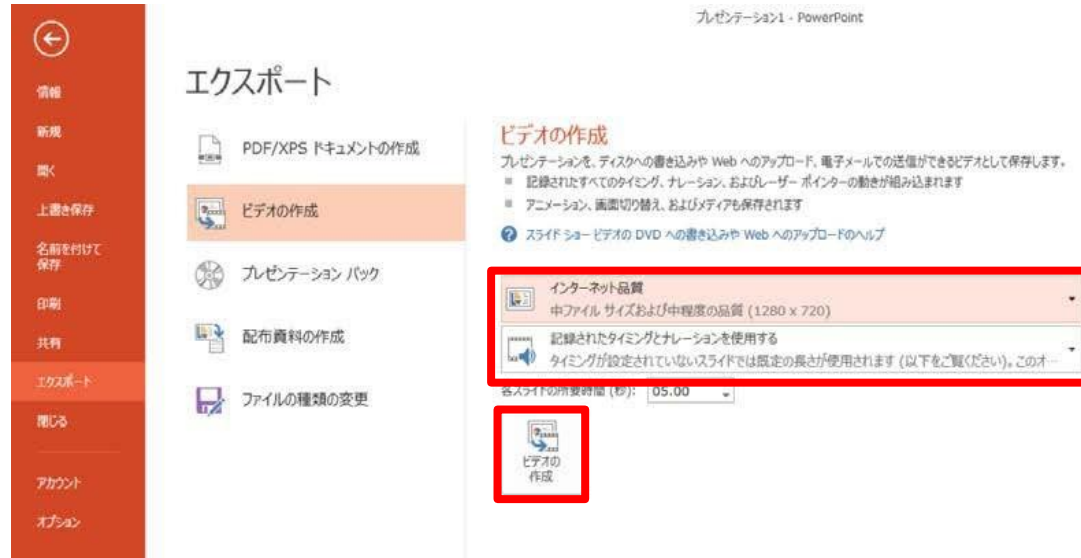 プレゼンテーション1 - PowerPoint
情報
新規
開く
上書き保存
名前を付けて
保存
印刷
共有
エクスポート
閉じる
アカウント
オプション
エクスポート
PDF/XPS ドキュメントの作成
ビデオの作成
プレゼンテーション パック
配布資料の作成
ファイルの種類の変更
ビデオの作成
プレゼンテーションを、ディスクへの書き込みや Web へのアップロード、電子メールでの送信ができるビデオとして保存します。
記録されたすべてのタイミング、ナレーション、およびレーザー ポインターの動きが組み込まれます
アニメーション、画面切り替え、およびメディアも保存されます
スライド ショー ビデオの DVD への書き込みや Web へのアップロードのヘルプ
インターネット品質
中ファイル サイズおよび中程度の品質 (1280 x 720)
記録されたタイミングとナレーションを使用する
タイミングが設定されていないスライドでは既定の長さが使用されます (以下をご覧ください)。このオ…
各スライドの所要時間 (秒): 05.00
ビデオの
作成